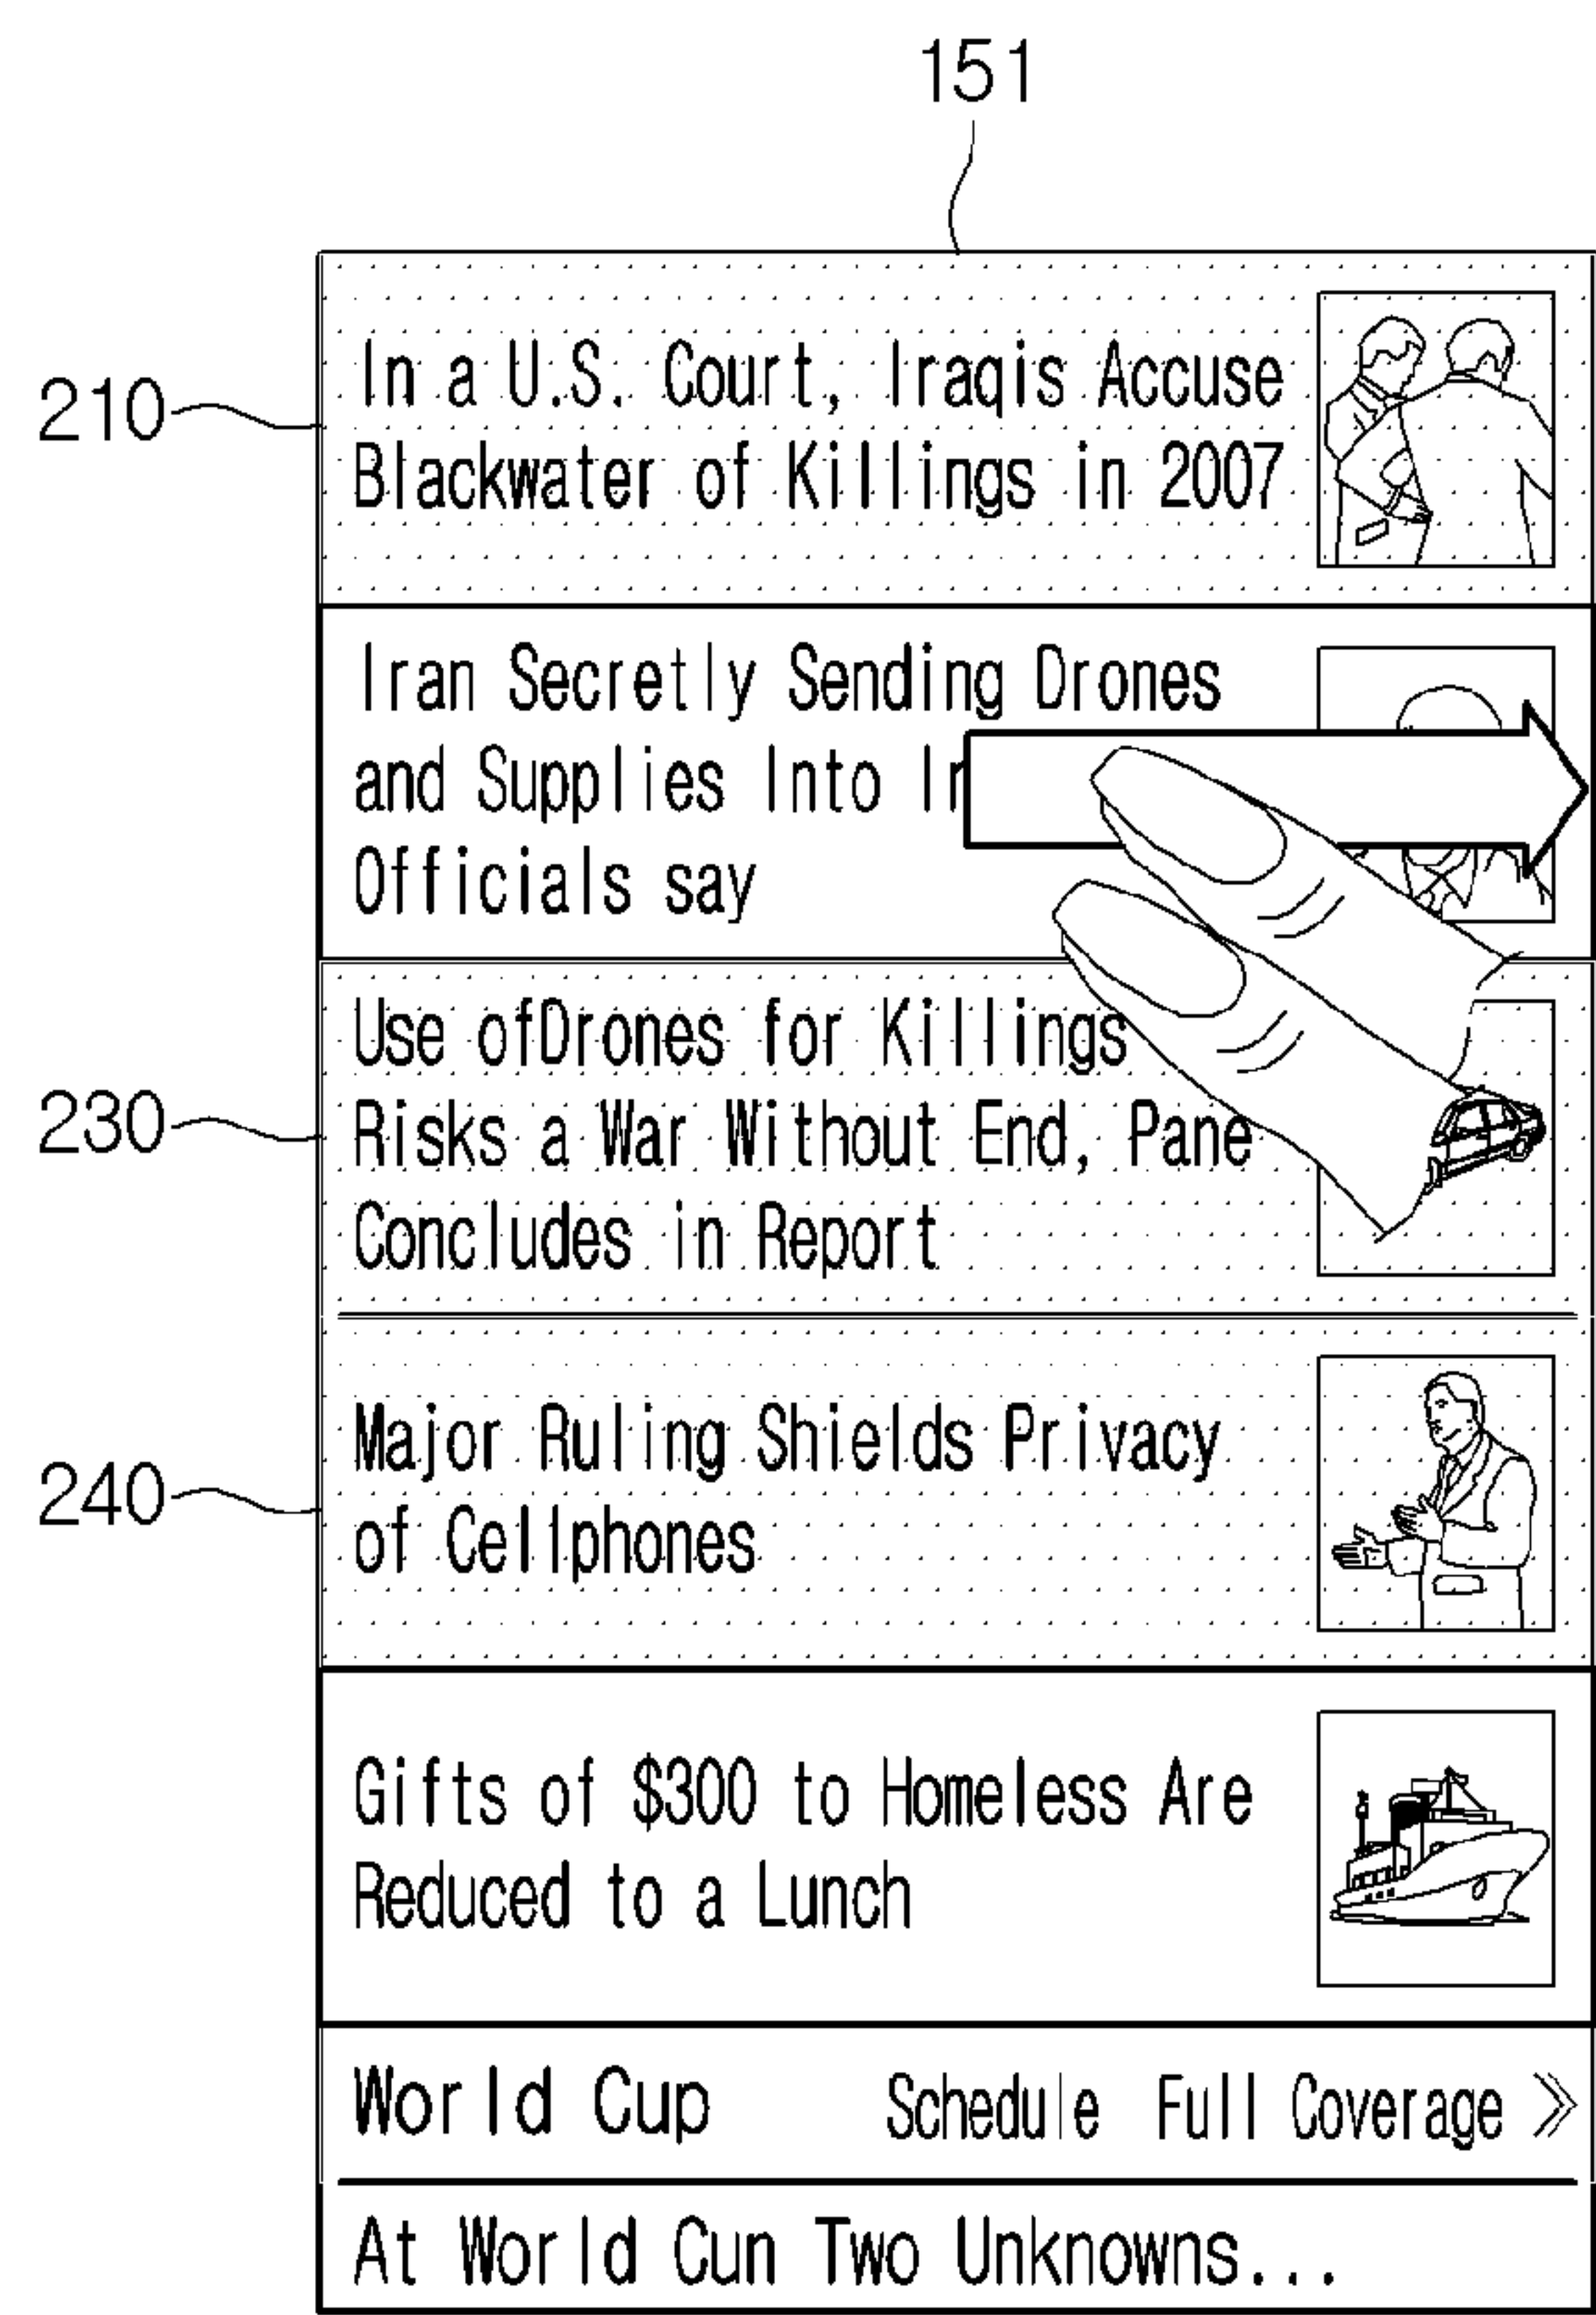 151
210
In a U.S. Court, Iraqis Accuse
Blackwater of Killings in 2007
Iran Secretly Sending Drones
and Supplies Into
Officials say
230
Use ofDrones for Killings
Risks a War Without End, Pane
Concludes in Report
240
Major Ruling Shields Privacy
of Cellphones
Gifts of $300 to Homeless Are
Reduced to a Lunch
World Cup Schedule Full Coverage »
At World Cun Two Unknowns...